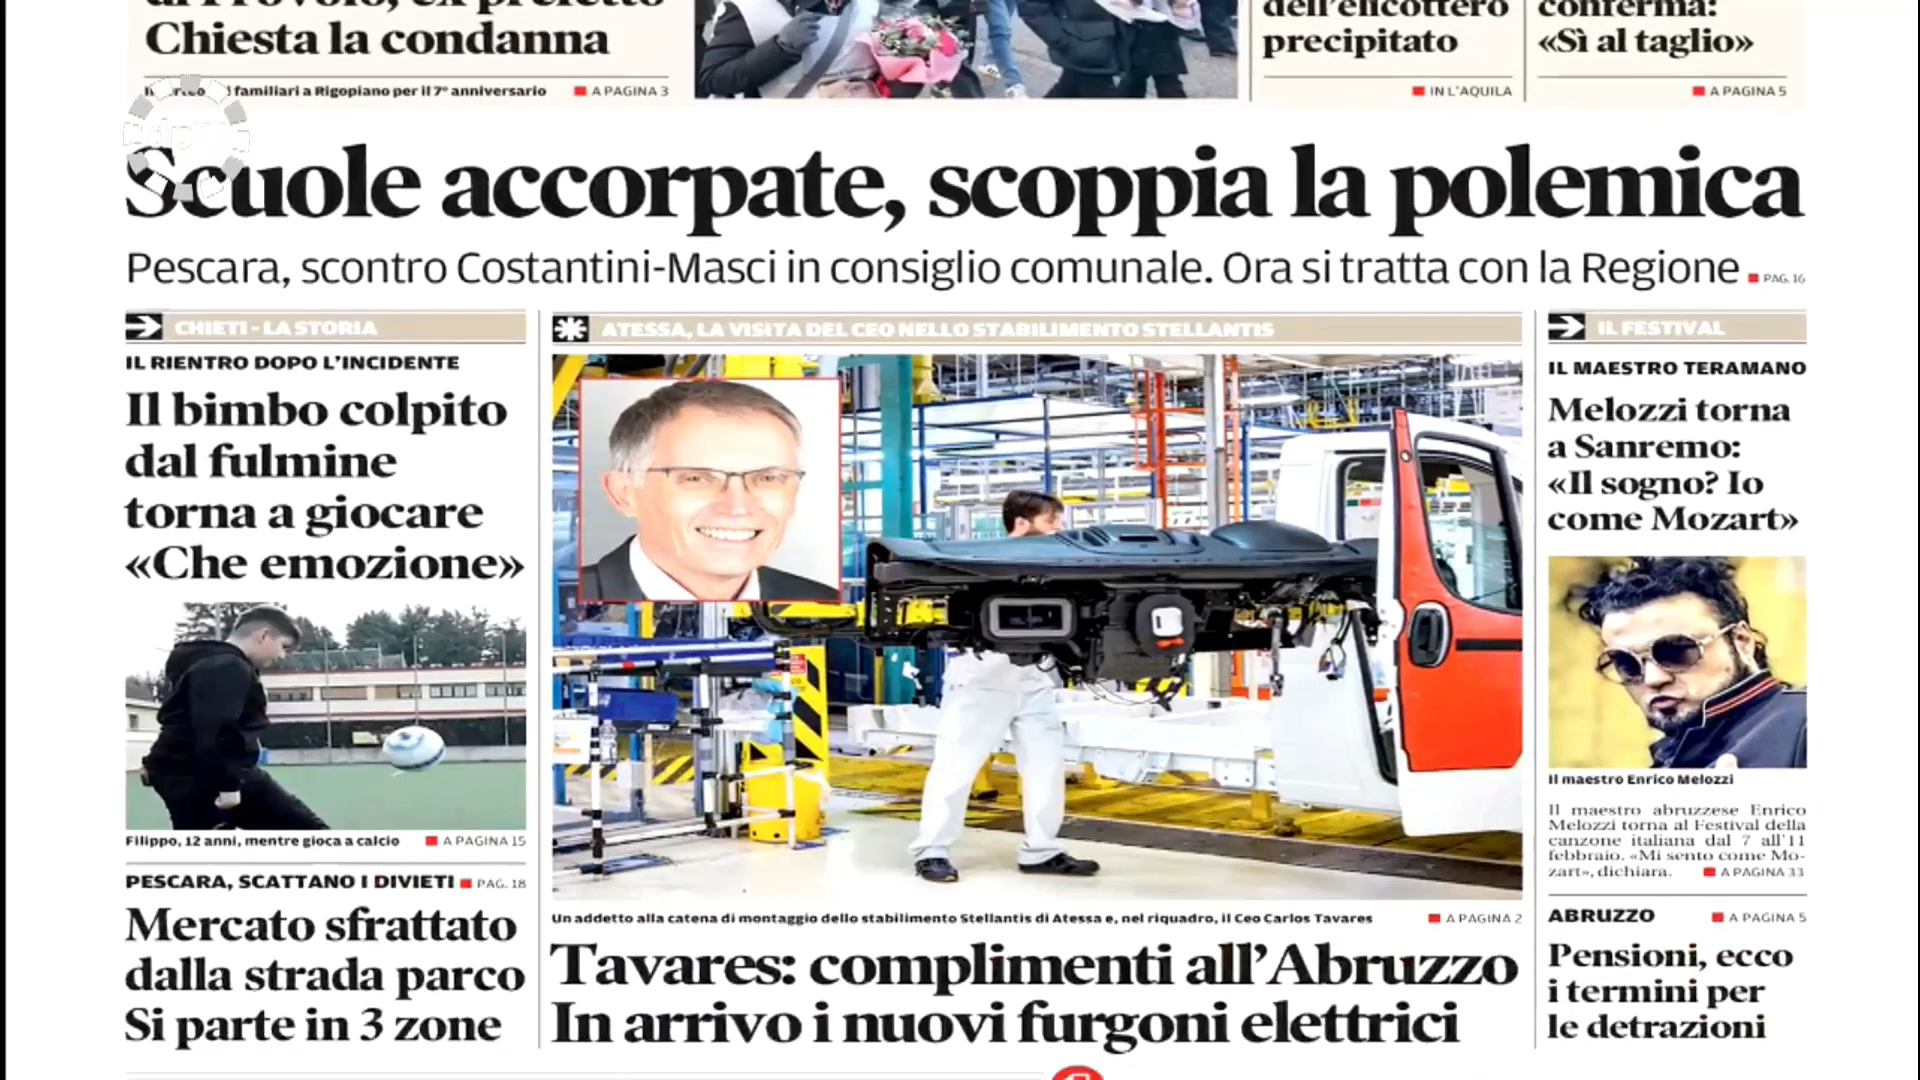 Chiesta la condanna
familiari a Rigopiano per il 7° anniversario
A PAGINA 3
dell'elicottero
precipitato
IN L'AQUILA
conferma:
«Sì al taglio»
A PAGINA 5
Scuole accorpate, scoppia la polemica
Pescara, scontro Costantini-Masci in consiglio comunale. Ora si tratta con la Regione PAG. 16
CHIETI - LA STORIA
IL RIENTRO DOPO L'INCIDENTE
Il bimbo colpito
dal fulmine
torna a giocare
«Che emozione»
Filippo, 12 anni, mentre gioca a calcio A PAGINA 15
PESCARA, SCATTANO I DIVIETI PAG. 18
Mercato sfrattato
dalla strada parco
Si parte in 3 zone
ATESSA, LA VISITA DEL CEO NELLO STABILIMENTO STELLANTIS
Un addetto alla catena di montaggio dello stabilimento Stellantis di Atessa e, nel riquadro, il Ceo Carlos Tavares A PAGINA 2
Tavares: complimenti all'Abruzzo
In arrivo i nuovi furgoni elettrici
IL FESTIVAL
IL MAESTRO TERAMANO
Melozzi torna
a Sanremo:
«Il sogno? Io
come Mozart»
Il maestro Enrico Melozzi
Il maestro abruzzese Enrico
Melozzi torna al Festival della
canzone italiana dal 7 all'11
febbraio. «Mi sento come Mo-
zart», dichiara. A PAGINA 33
ABRUZZO A PAGINA 5
Pensioni, ecco
i termini per
le detrazioni